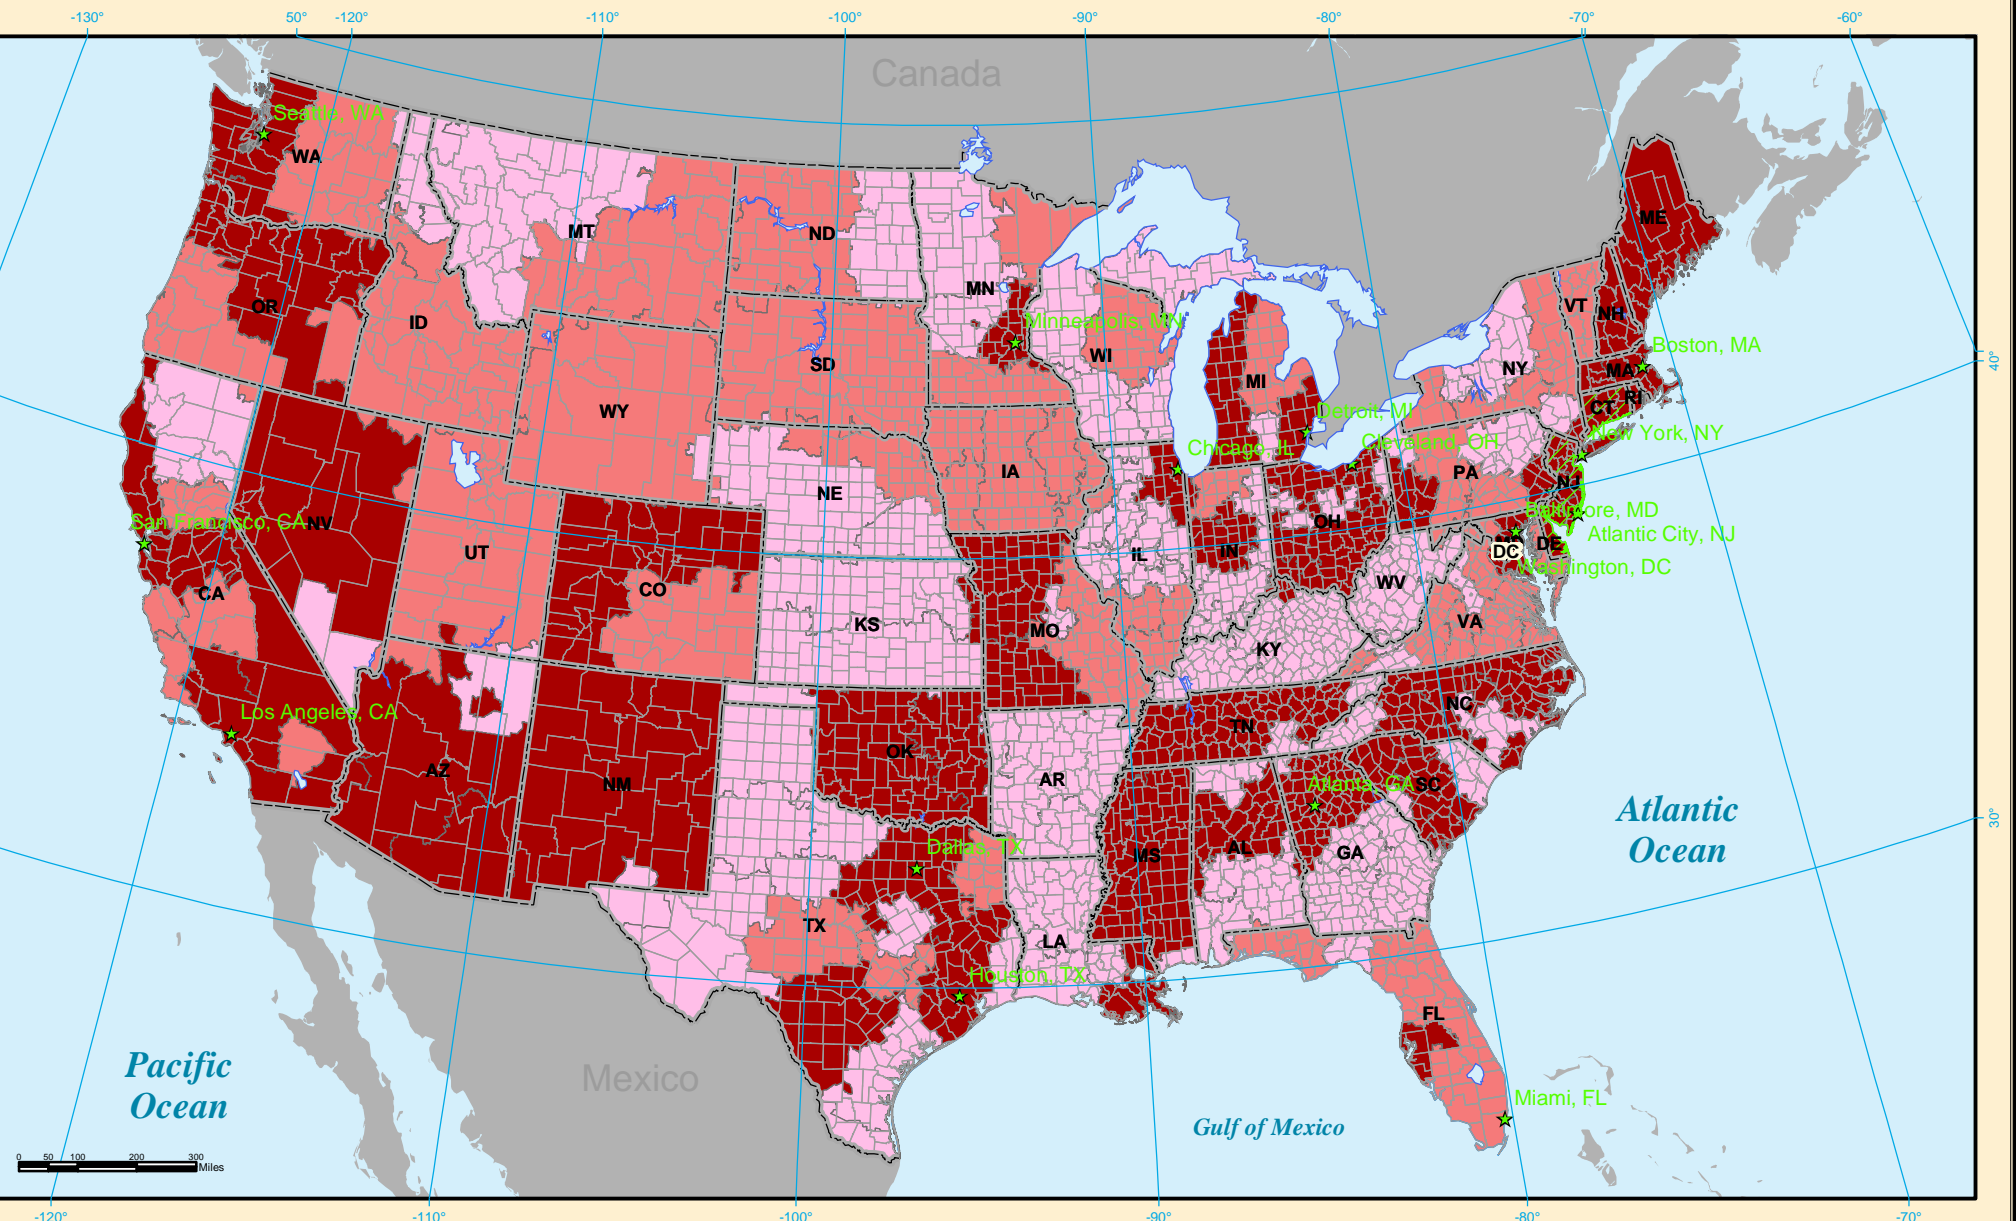 -130°
50°
-120°
-110°
-100°
-90°
-80°
-70°
-60°
Canada
Seattle, WA
WA
MT
ND
MN
ME
OR
ID
SD
Minneapolis, MN
WI
MI
VT
NH
Boston, MA
NY
MA
RI
CT
40°
WY
Detroit, MI
New York, NY
Chicago, IL
Cleveland, OH
IA
PA
NJ
NE
San Francisco, CA
NV
OH
Baltimore, MD
Atlantic City, NJ
UT
IL
IN
MD
DE
DC
Washington, DC
CA
CO
WV
KS
MO
VA
KY
Los Angeles, CA
NC
TN
AZ
NM
OK
AR
Atlanta, GA
SC
Atlantic
Ocean
30°
Dallas, TX
MS
AL
GA
TX
LA
Houston, TX
FL
Pacific
Ocean
Mexico
Miami, FL
Gulf of Mexico
0 50 100 200 300
Miles
-120°
-110°
-100°
-90°
-80°
-70°